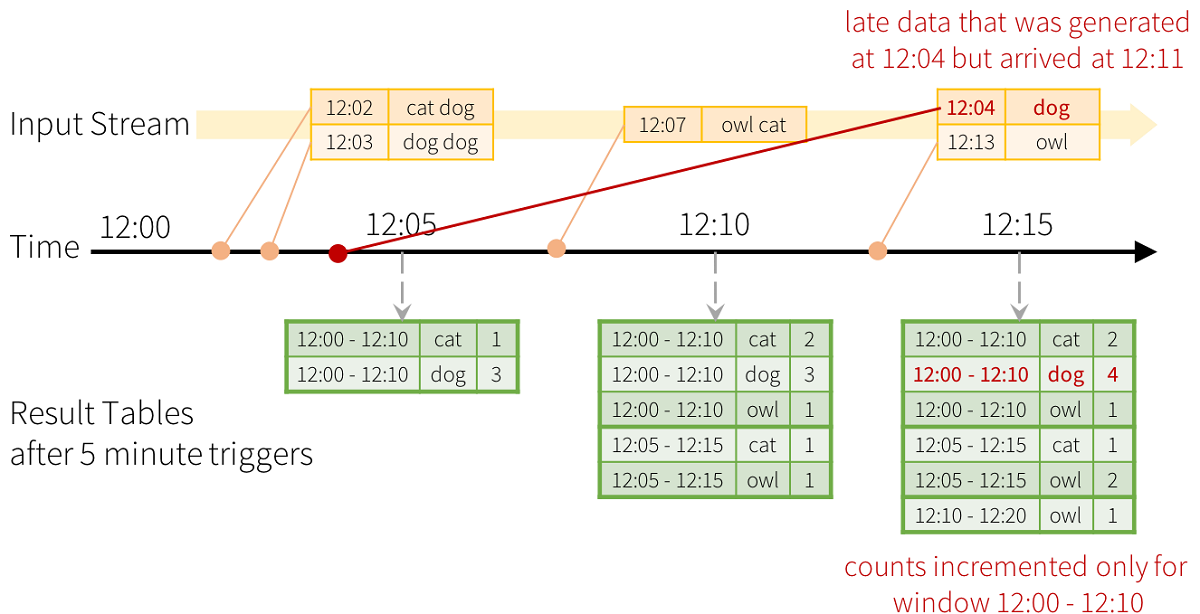 late data that was generated
at 12:04 but arrived at 12:11
Input Stream
12:02 cat dog
12:03 dog dog
12:07 owl cat
12:04 dog
12:13 owl
Time
12:00
12:05
12:10
12:15
12:00 - 12:10 cat 1
12:00 - 12:10 dog 3
12:00 - 12:10 cat 2
12:00 - 12:10 dog 3
12:00 - 12:10 owl 1
12:05 - 12:15 cat 1
12:05 - 12:15 owl 1
12:00 - 12:10 cat 2
12:00 - 12:10 dog 4
12:00 - 12:10 owl 1
12:05 - 12:15 cat 1
12:05 - 12:15 owl 2
12:10 - 12:20 owl 1
Result Tables
after 5 minute triggers
counts incremented only for
window 12:00 - 12:10